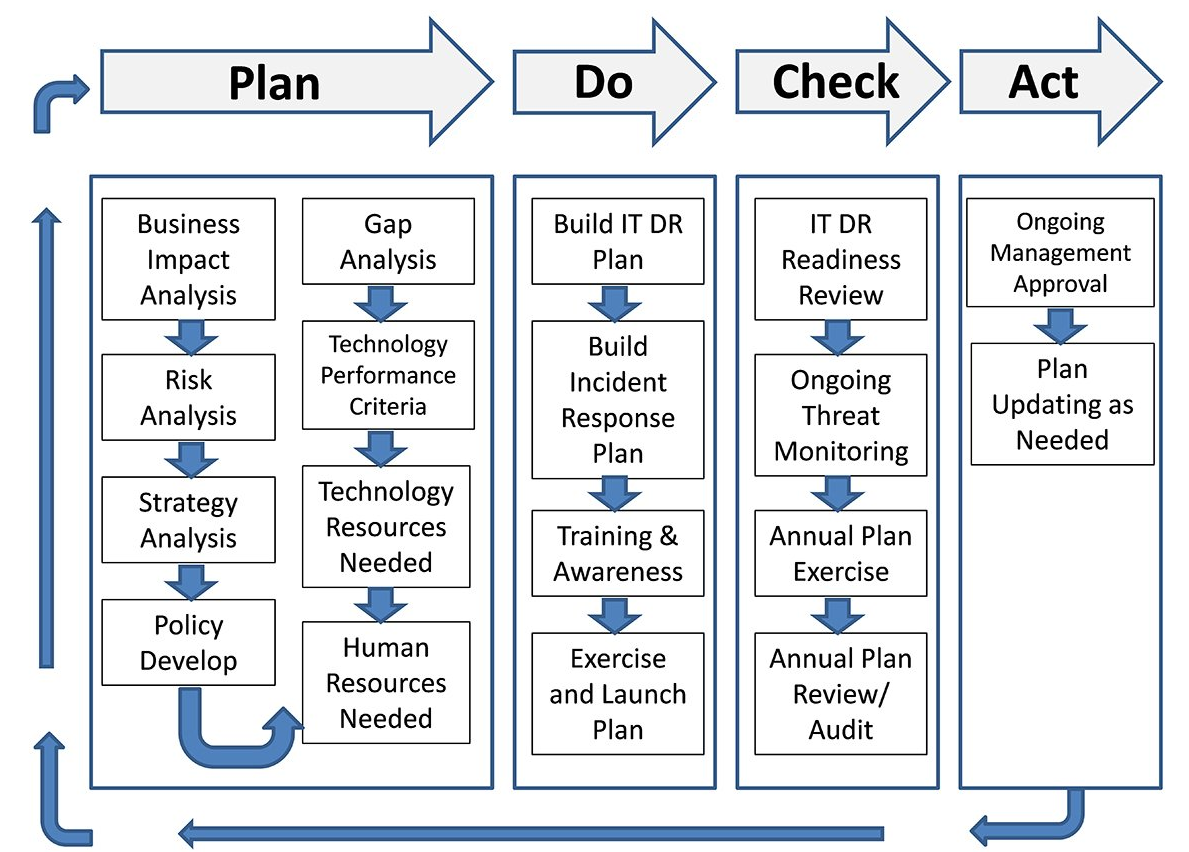 Plan
Do
Check
Act
Business
Impact
Analysis
Risk
Analysis
Strategy
Analysis
Policy
Develop
Gap
Analysis
Technology
Performance
Criteria
Technology
Resources
Needed
Human
Resources
Needed
Build IT DR
Plan
Build
Incident
Response
Plan
Training &
Awareness
Exercise
and Launch
Plan
IT DR
Readiness
Review
Ongoing
Threat
Monitoring
Annual Plan
Exercise
Annual Plan
Review/
Audit
Ongoing
Management
Approval
Plan
Updating as
Needed